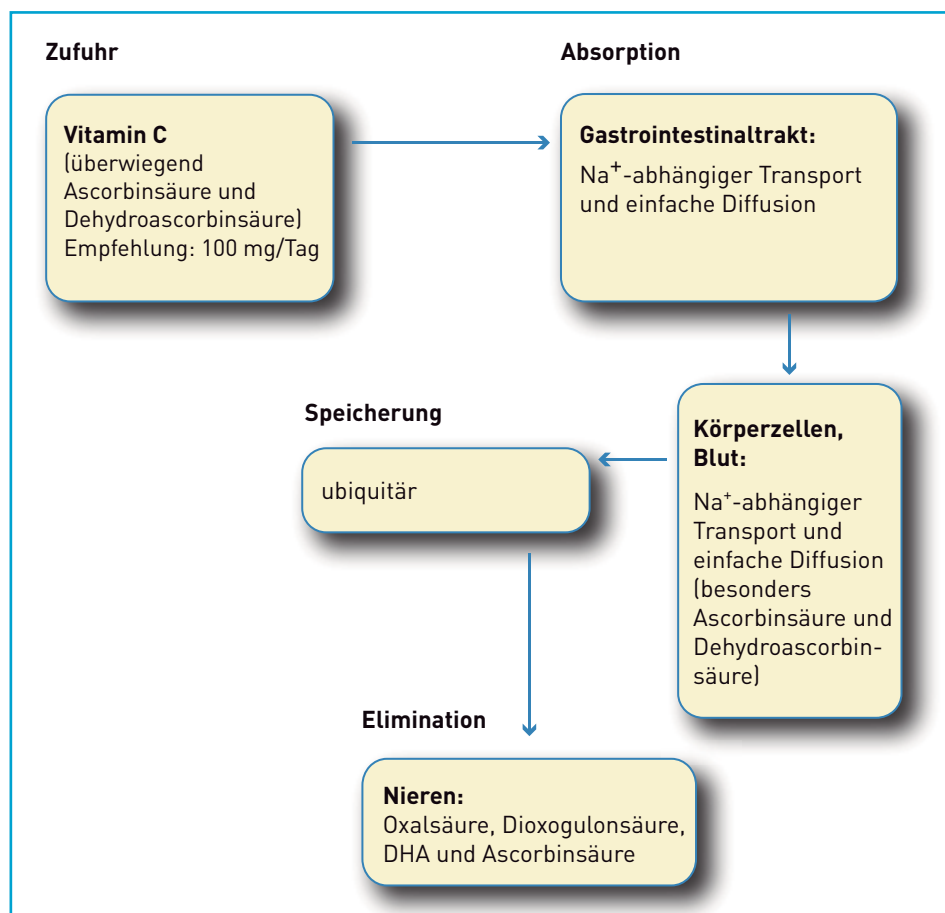 Zufuhr
Vitamin C
(überwiegend
Ascorbinsäure und
Dehydroascorbinsäure)
Empfehlung: 100 mg/Tag
Absorption
Gastrointestinaltrakt:
Na⁺-abhängiger Transport
und einfache Diffusion
Körperzellen,
Blut:
Na⁺-abhängiger
Transport und
einfache Diffusion
(besonders
Ascorbinsäure und
Dehydroascorbin-
säure)
Speicherung
ubiquitär
Elimination
Nieren:
Oxalsäure, Dioxogulonsäure,
DHA und Ascorbinsäure